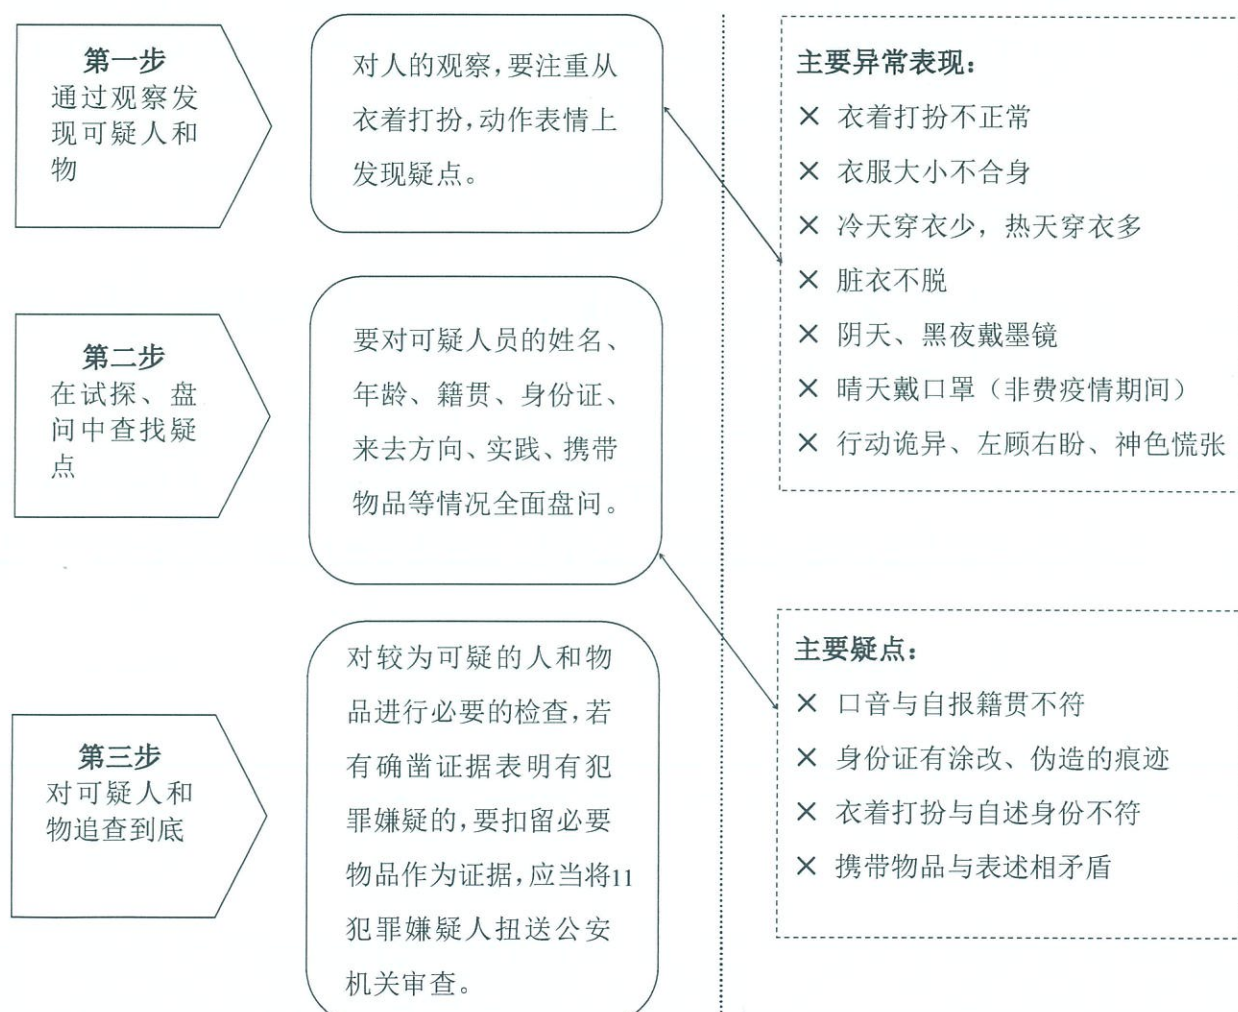 第一步
通过观察发
现可疑人和
物
对人的观察,要注重从
衣着打扮,动作表情上
发现疑点。
主要异常表现：
× 衣着打扮不正常
× 衣服大小不合身
× 冷天穿衣少，热天穿衣多
× 脏衣不脱
× 阴天、黑夜戴墨镜
× 晴天戴口罩（非费疫情期间）
× 行动诡异、左顾右盼、神色慌张
第二步
在试探、盘
问中查找疑
点
要对可疑人员的姓名、
年龄、籍贯、身份证、
来去方向、实践、携带
物品等情况全面盘问。
主要疑点：
× 口音与自报籍贯不符
× 身份证有涂改、伪造的痕迹
× 衣着打扮与自述身份不符
× 携带物品与表述相矛盾
第三步
对可疑人和
物追查到底
对较为可疑的人和物
品进行必要的检查,若
有确凿证据表明有犯
罪嫌疑的,要扣留必要
物品作为证据,应当将11
犯罪嫌疑人扭送公安
机关审查。